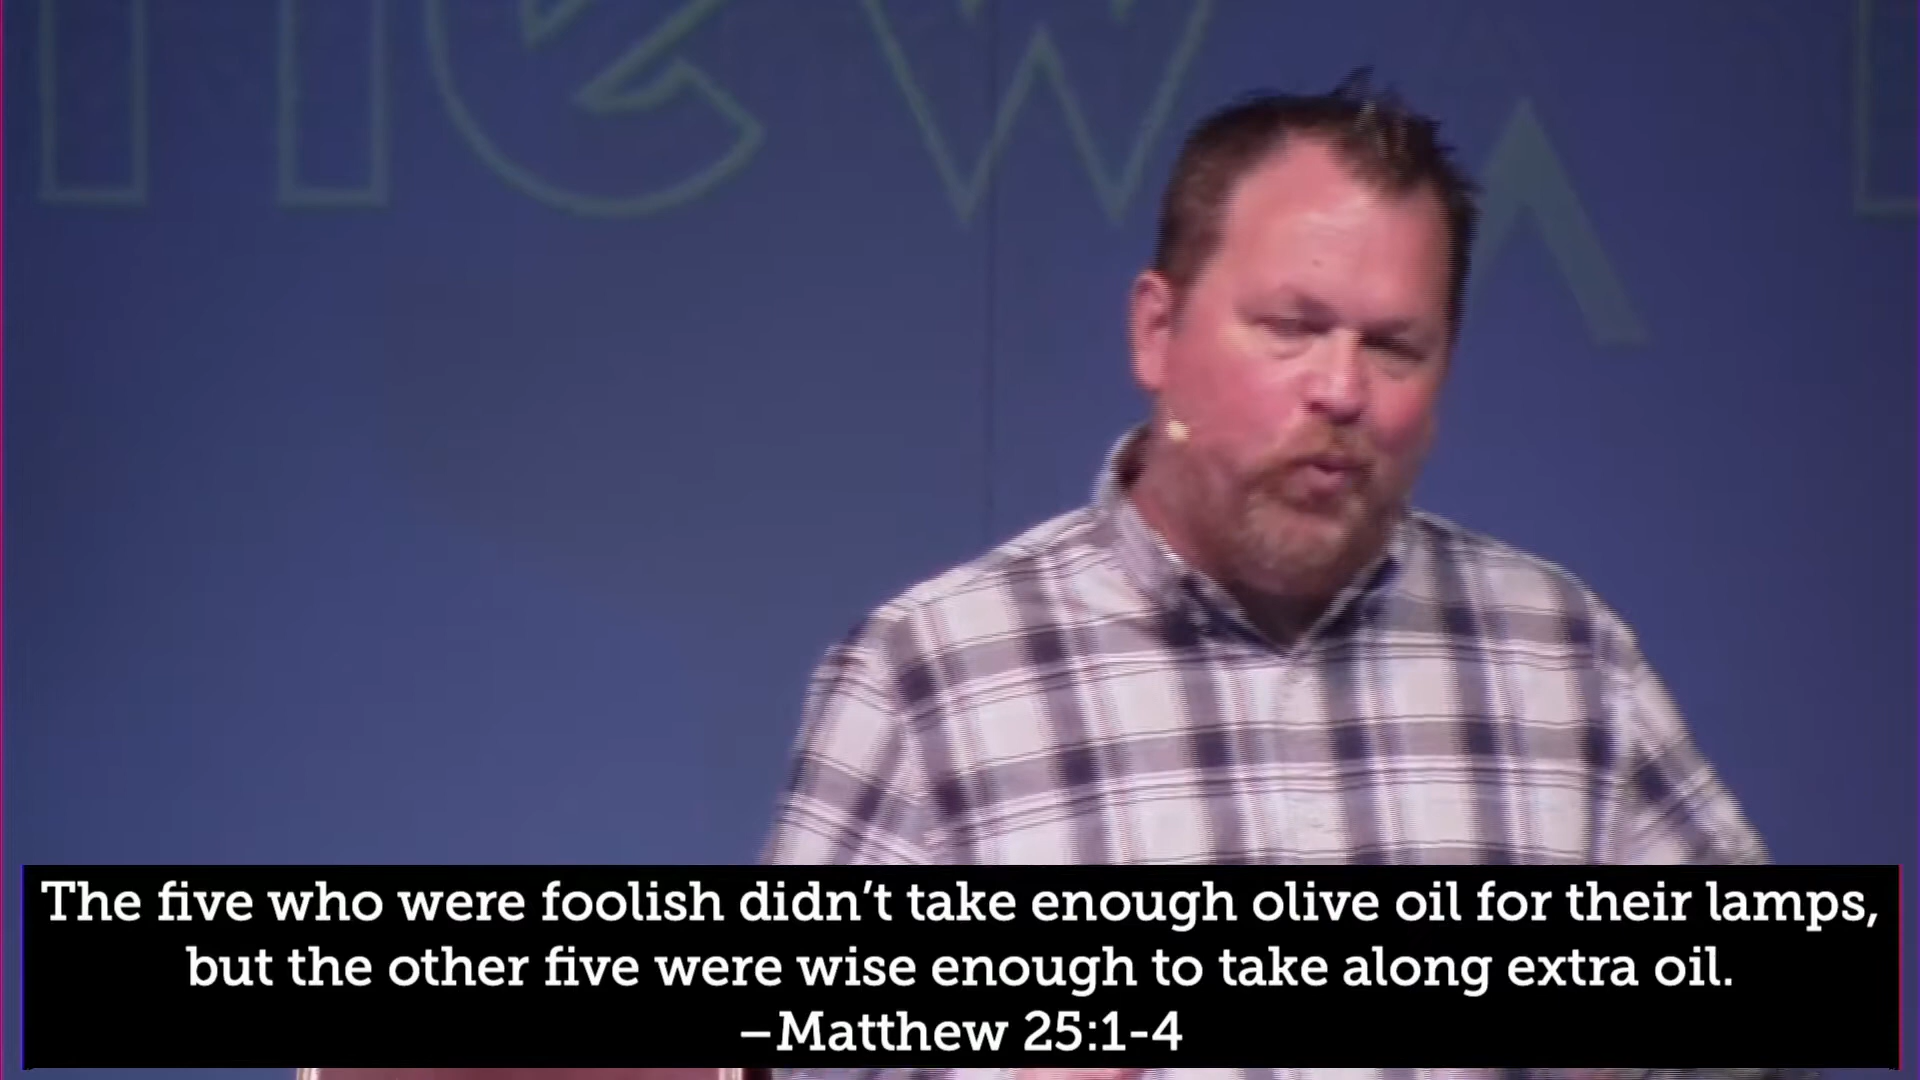 new
The five who were foolish didn't take enough olive oil for their lamps,
but the other five were wise enough to take along extra oil.
–Matthew 25:1-4